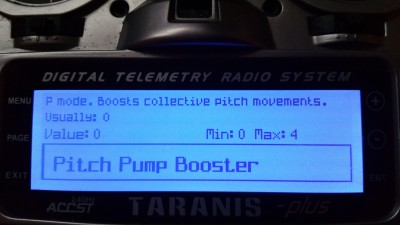 DIGITAL TELEMETRY RADIO SYSTEM
MENU
P mode. Boosts collective pitch movements.
Usually: 0
PAGE
Value: 0 Min: 0 Max: 4
Pitch Pump Booster
EXIT
ENT
ACCST
TARANIS -plus